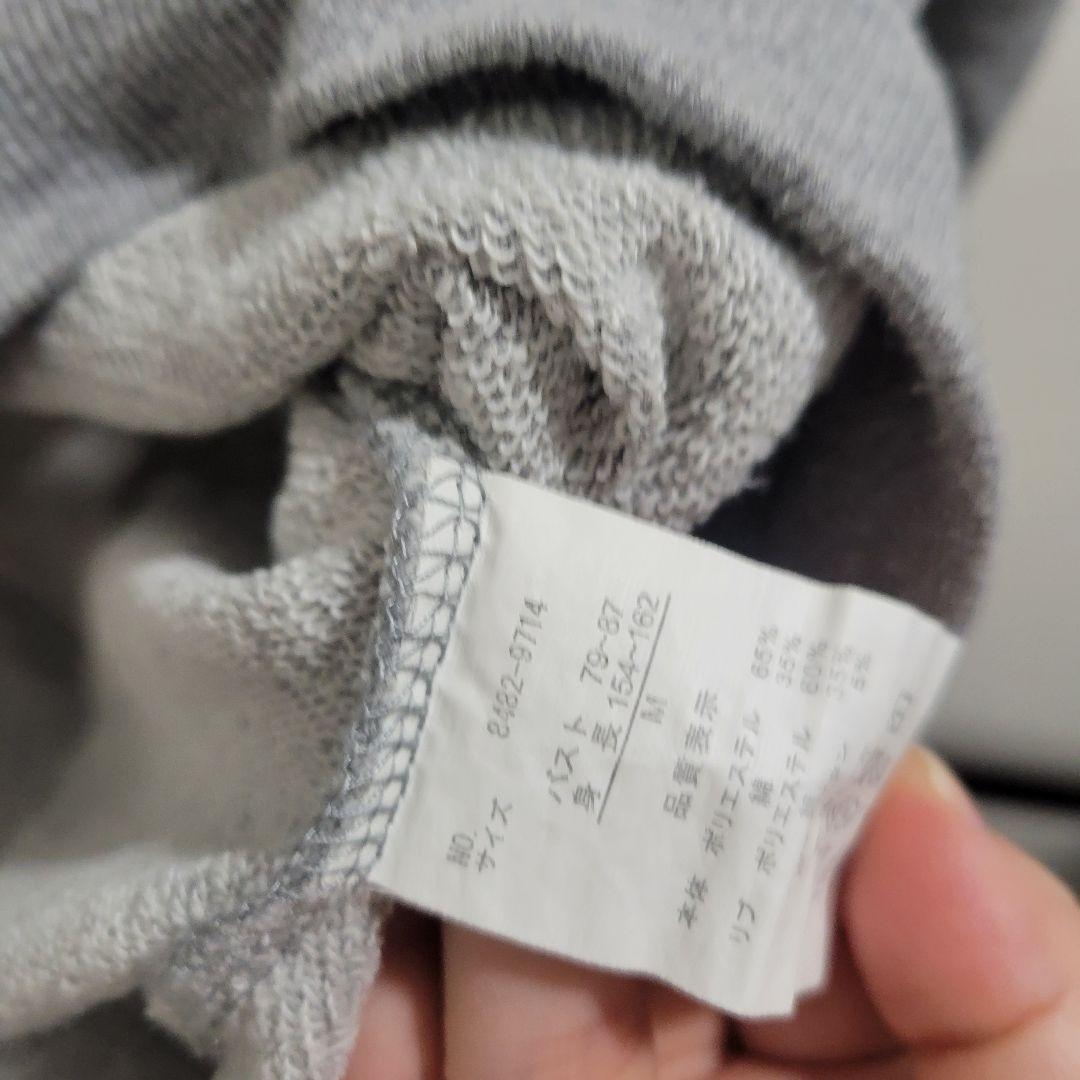 NO. 8482-9714
サイズ
バスト 79~87
身長 154~162
M
品質表示
本体 ポリエステル 65%
綿 35%
リブ ポリエステル 60%
35%
5%